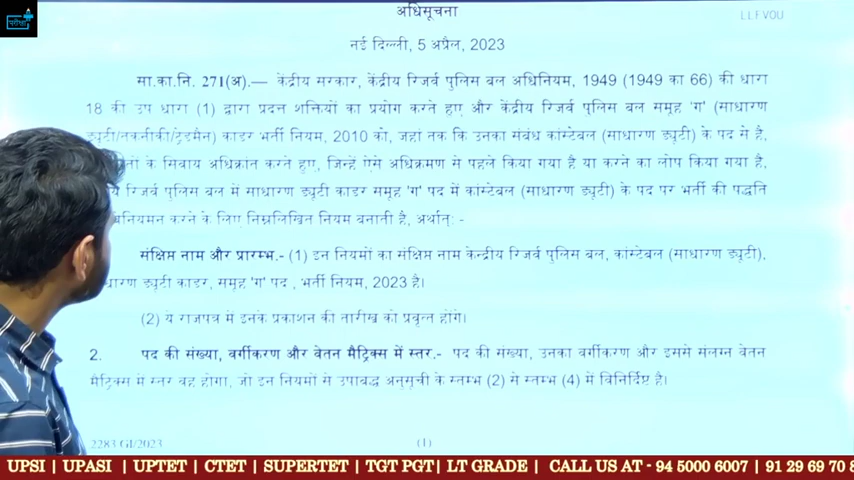 परीक्षा
अधिसूचना
नई दिल्ली, 5 अप्रैल, 2023
सा.का.नि. 271(अ).— केंद्रीय सरकार, केंद्रीय रिजर्व पुलिस बल अधिनियम, 1949 (1949 का 66) की धारा
18 की उप धारा (1) द्वारा प्रदत्त शक्तियों का प्रयोग करते हुए और केंद्रीय रिजर्व पुलिस बल समूह 'ग' (साधारण
ड्यूटी/तकनीकी/ट्रेडमैन) काडर भर्ती नियम, 2010 को, जहां तक कि उनका संबंध कांस्टेबल (साधारण ड्यूटी) के पद से है,
के सिवाय अधिक्रांत करते हुए, जिन्हें ऐसे अधिक्रमण से पहले किया गया है या करने का लोप किया गया है,
रिजर्व पुलिस बल में साधारण ड्यूटी काडर समूह 'ग' पद में कांस्टेबल (साधारण ड्यूटी) के पद पर भर्ती की पद्धति
करने के लिए निम्नलिखित नियम बनाती है, अर्थात्: -
संक्षिप्त नाम और प्रारम्भ.- (1) इन नियमों का संक्षिप्त नाम केन्द्रीय रिजर्व पुलिस बल, कांस्टेबल (साधारण ड्यूटी),
ड्यूटी काडर, समूह 'ग' पद , भर्ती नियम, 2023 है।
(2) ये राजपत्र में इनके प्रकाशन की तारीख को प्रवृत्त होंगे।
2. पद की संख्या, वर्गीकरण और वेतन मैट्रिक्स में स्तर.- पद की संख्या, उनका वर्गीकरण और इससे संलग्न वेतन
मैट्रिक्स में स्तर वह होगा, जो इन नियमों से उपाबद्ध अनुसूची के स्तम्भ (2) से स्तम्भ (4) में विनिर्दिष्ट है।
2283 GI/2023 (1)
UPSI | UPASI | UPTET | CTET | SUPERTET | TGT PGT| LT GRADE | CALL US AT - 94 5000 6007 | 91 29 69 70 8